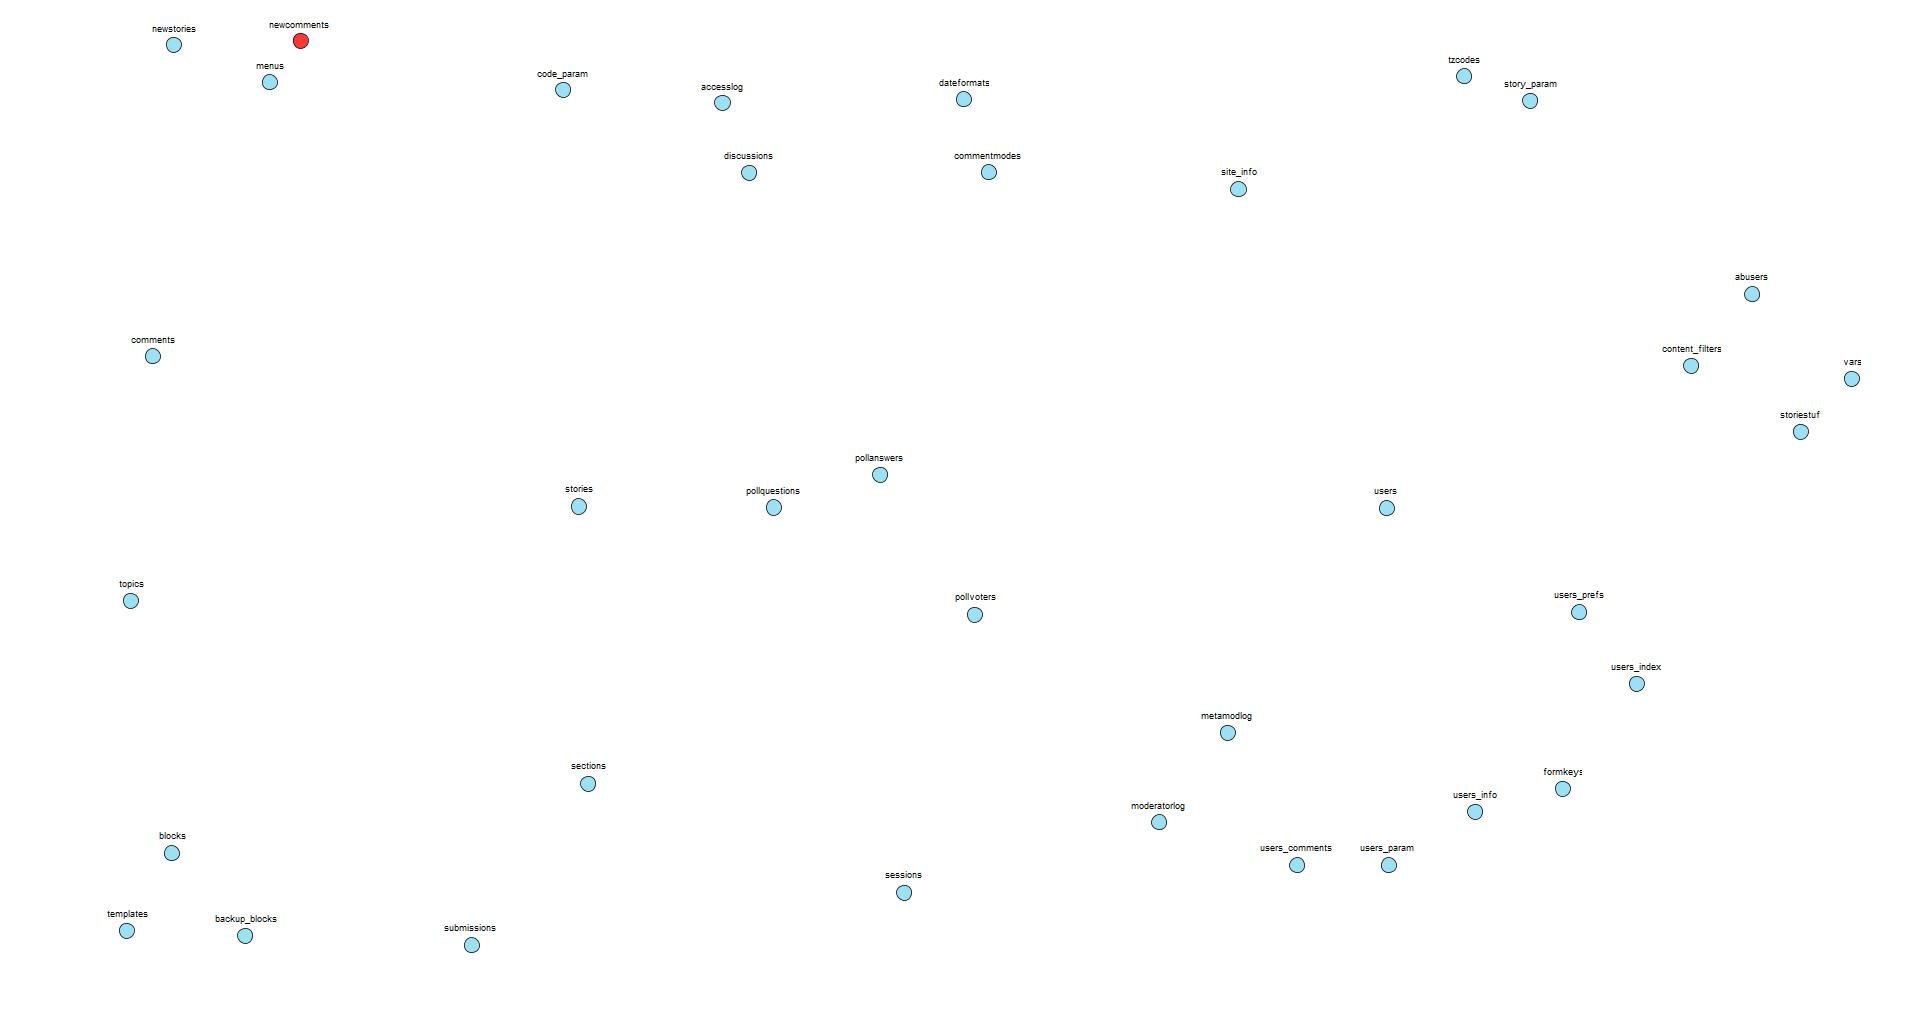 newcomments
newstories
tzcodes
menus
code_param
dateformats
story_param
accesslog
discussions
commentmodes
site_info
abusers
comments
content_filters
vars
storiestuf
pollanswers
stories
pollquestions
users
topics
users_prefs
pollvoters
users_index
metamodlog
sections
formkeys
users_info
moderatorlog
blocks
users_comments
users_param
sessions
templates
backup_blocks
submissions